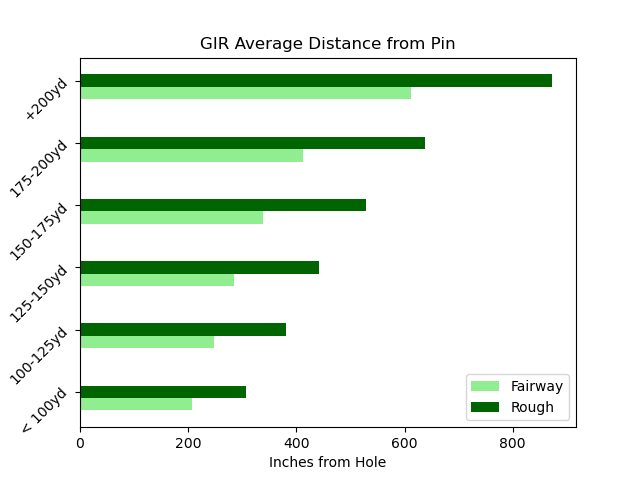 GIR Average Distance from Pin
+200yd
175-200yd
150-175yd
125-150yd
100-125yd
< 100yd
Fairway
Rough
0 200 400 600 800
Inches from Hole